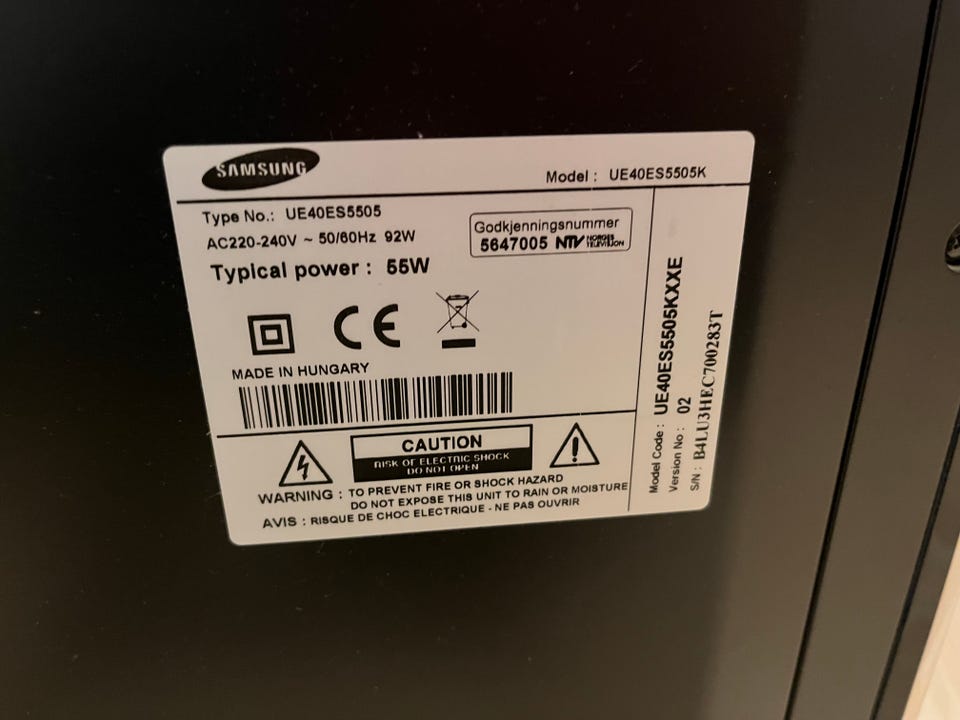 SAMSUNG
Model : UE40ES5505K
Type No.: UE40ES5505
AC220-240V ~ 50/60Hz 92W
Typical power : 55W
Godkjenningsnummer
5647005 NTV NORGES TELEVISJON
CE
MADE IN HUNGARY
CAUTION
RISK OF ELECTRIC SHOCK
DO NOT OPEN
WARNING : TO PREVENT FIRE OR SHOCK HAZARD
DO NOT EXPOSE THIS UNIT TO RAIN OR MOISTURE
AVIS : RISQUE DE CHOC ELECTRIQUE - NE PAS OUVRIR
Model Code : UE40ES5505KXXE
Version No : 02
S/N : B4LU3HEC700283T